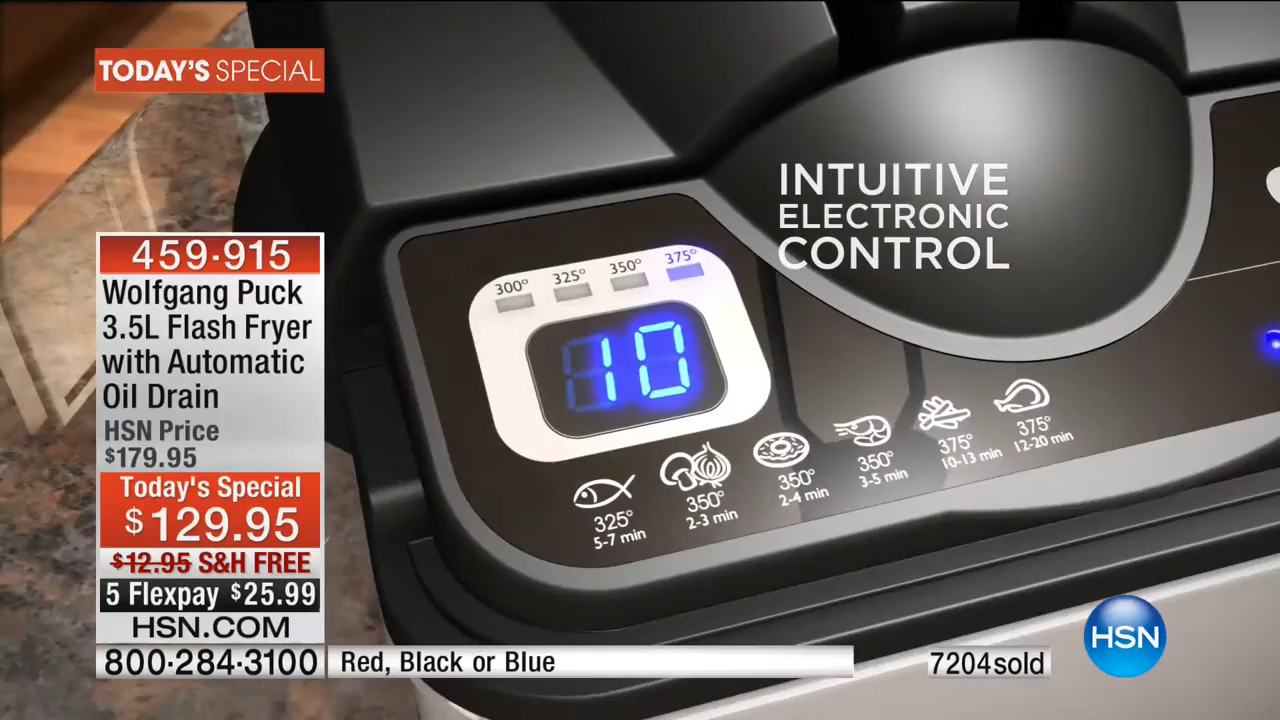 TODAY'S SPECIAL
459-915
Wolfgang Puck
3.5L Flash Fryer
with Automatic
Oil Drain
HSN Price
$179.95
Today's Special
$129.95
$12.95 S&H FREE
5 Flexpay $25.99
HSN.COM
800-284-3100
Red, Black or Blue
7204 sold
HSN
INTUITIVE
ELECTRONIC
CONTROL
300° 325° 350° 375°
10
325°
5-7 min
350°
2-3 min
350°
2-4 min
350°
3-5 min
375°
10-13 min
375°
12-20 min